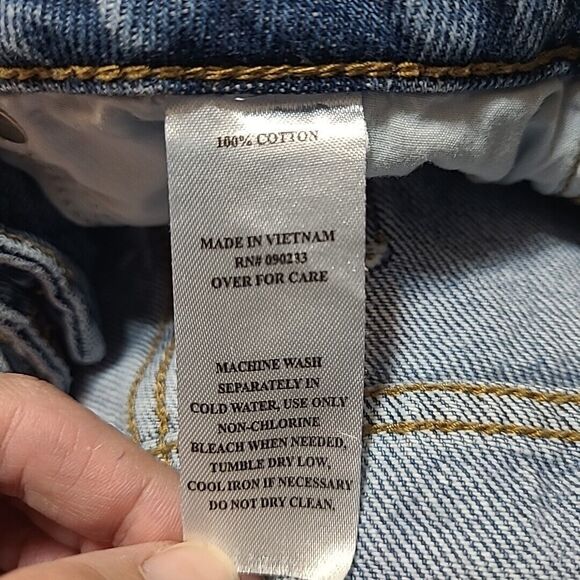 100% COTTON
MADE IN VIETNAM
RN# 090233
OVER FOR CARE
MACHINE WASH
SEPARATELY IN
COLD WATER, USE ONLY
NON-CHLORINE
BLEACH WHEN NEEDED,
TUMBLE DRY LOW,
COOL IRON IF NECESSARY
DO NOT DRY CLEAN.